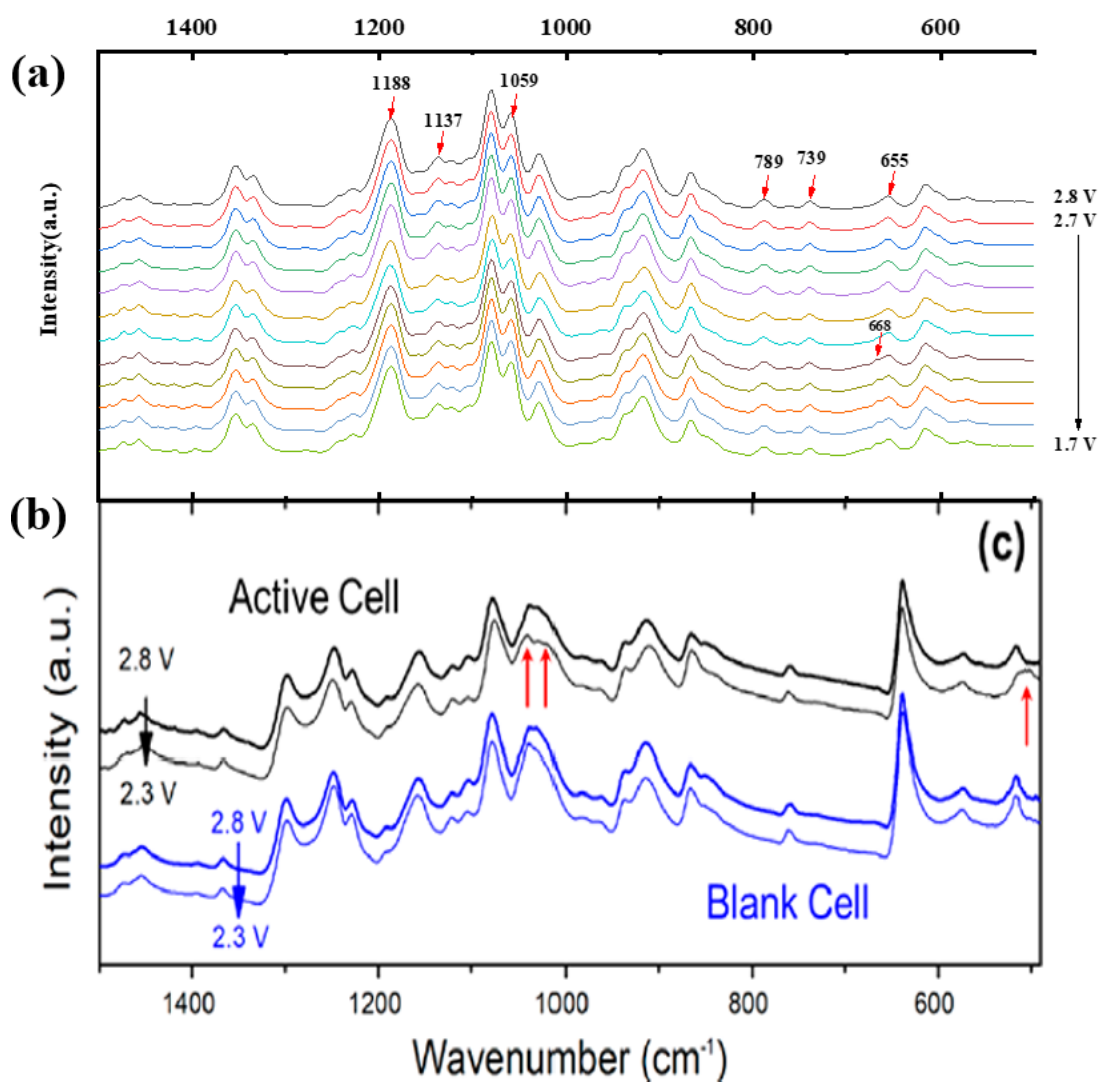 1400 1200 1000 800 600
(a)
1188
1059
1137
789 739 655
2.8 V
2.7 V
668
1.7 V
Intensity(a.u.)
(b)
(c)
Active Cell
2.8 V
2.3 V
2.8 V
2.3 V
Blank Cell
Intensity (a.u.)
1400 1200 1000 800 600
Wavenumber (cm⁻¹)